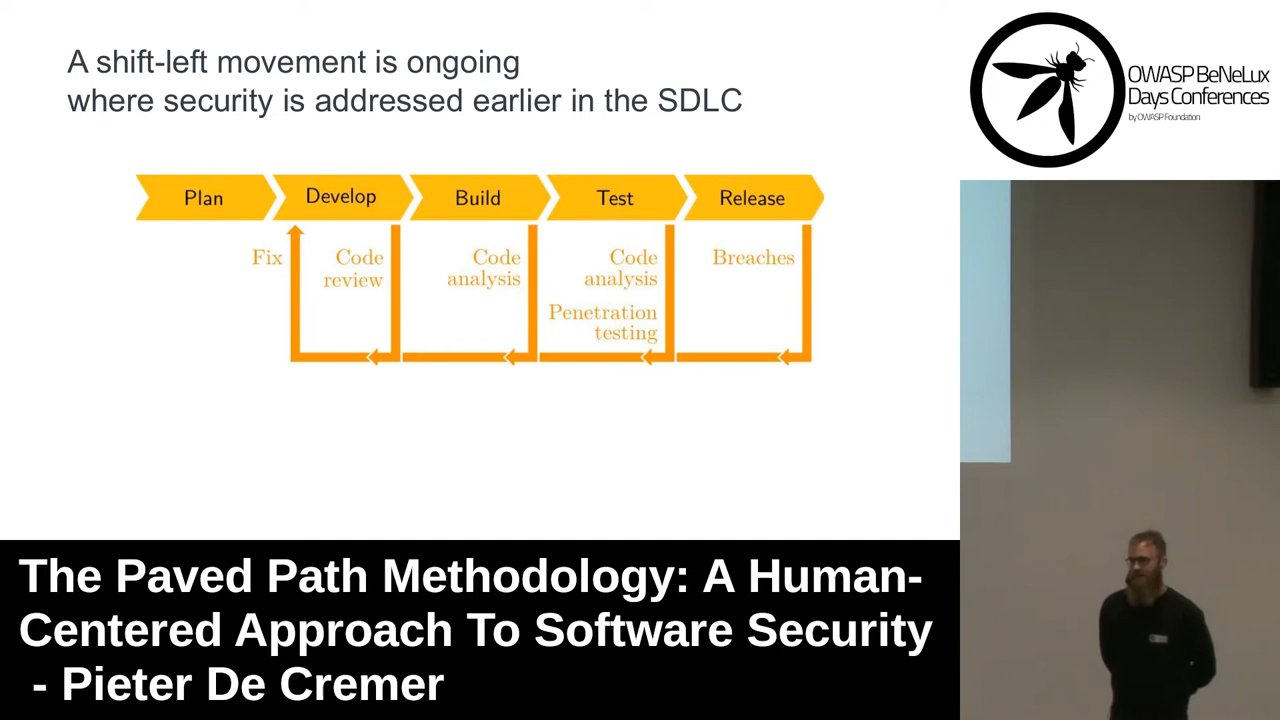 A shift-left movement is ongoing
where security is addressed earlier in the SDLC
OWASP BeNeLux
Days Conferences
by OWASP Foundation
Plan
Develop
Build
Test
Release
Fix
Code
review
Code
analysis
Code
analysis
Penetration
testing
Breaches
The Paved Path Methodology: A Human-
Centered Approach To Software Security
- Pieter De Cremer